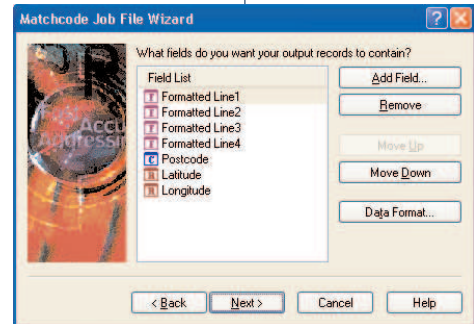 Matchcode Job File Wizard
What fields do you want your output records to contain?
Field List
Formatted Line1
Formatted Line2
Formatted Line3
Formatted Line4
Postcode
Latitude
Longitude
Add Field...
Remove
Move Up
Move Down
Data Format...
Accu
Addressin
< Back
Next >
Cancel
Help